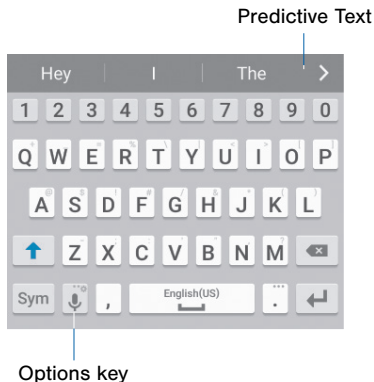 Predictive Text
Hey I The
1 2 3 4 5 6 7 8 9 0
Q W E R T Y U I O P
A S D F G H J K L
Z X C V B N M
Sym , English(US) .
Options key